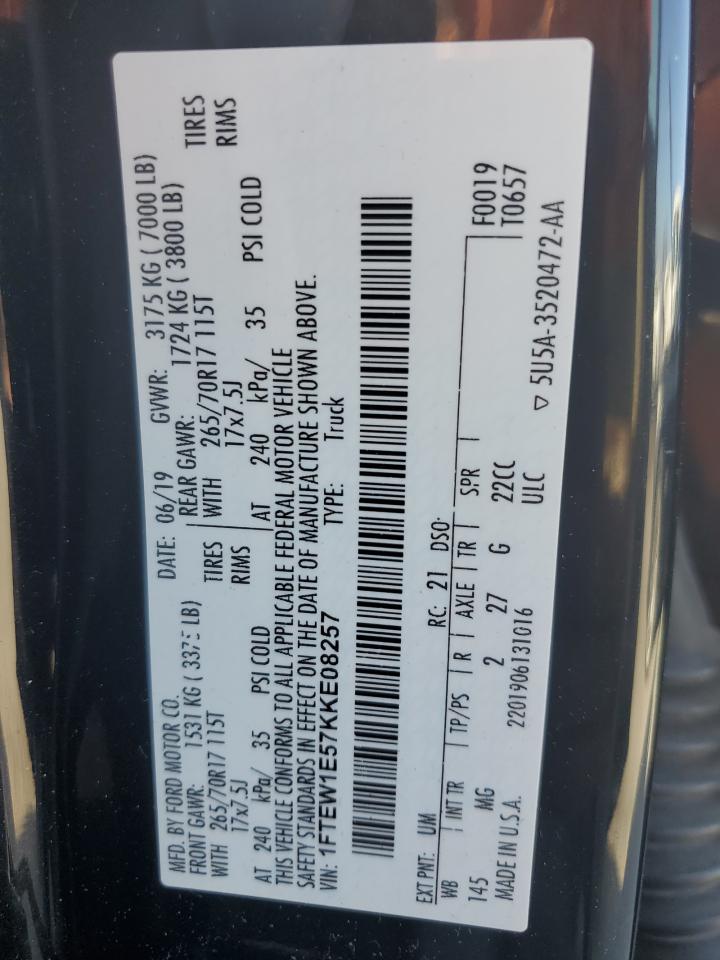 MFD. BY FORD MOTOR CO. DATE: 06/19 GVWR: 3175 KG ( 7000 LB)
FRONT GAWR: 1531 KG ( 3375 LB) REAR GAWR: 1724 KG ( 3800 LB)
WITH 265/70R17 115T TIRES WITH 265/70R17 115T TIRES
17x7.5J RIMS 17x7.5J RIMS
AT 240 kPa/ 35 PSI COLD AT 240 kPa/ 35 PSI COLD
THIS VEHICLE CONFORMS TO ALL APPLICABLE FEDERAL MOTOR VEHICLE
SAFETY STANDARDS IN EFFECT ON THE DATE OF MANUFACTURE SHOWN ABOVE.
VIN: 1FTEW1E57KKE08257 TYPE: Truck
EXT PNT: UM RC: 21 DSO:
WB INT TR TP/PS R AXLE TR SPR F0019
145 MG 2 27 G 22CC T0657
MADE IN U.S.A. 2201906131016 ULC
▽ 5U5A-3520472-AA